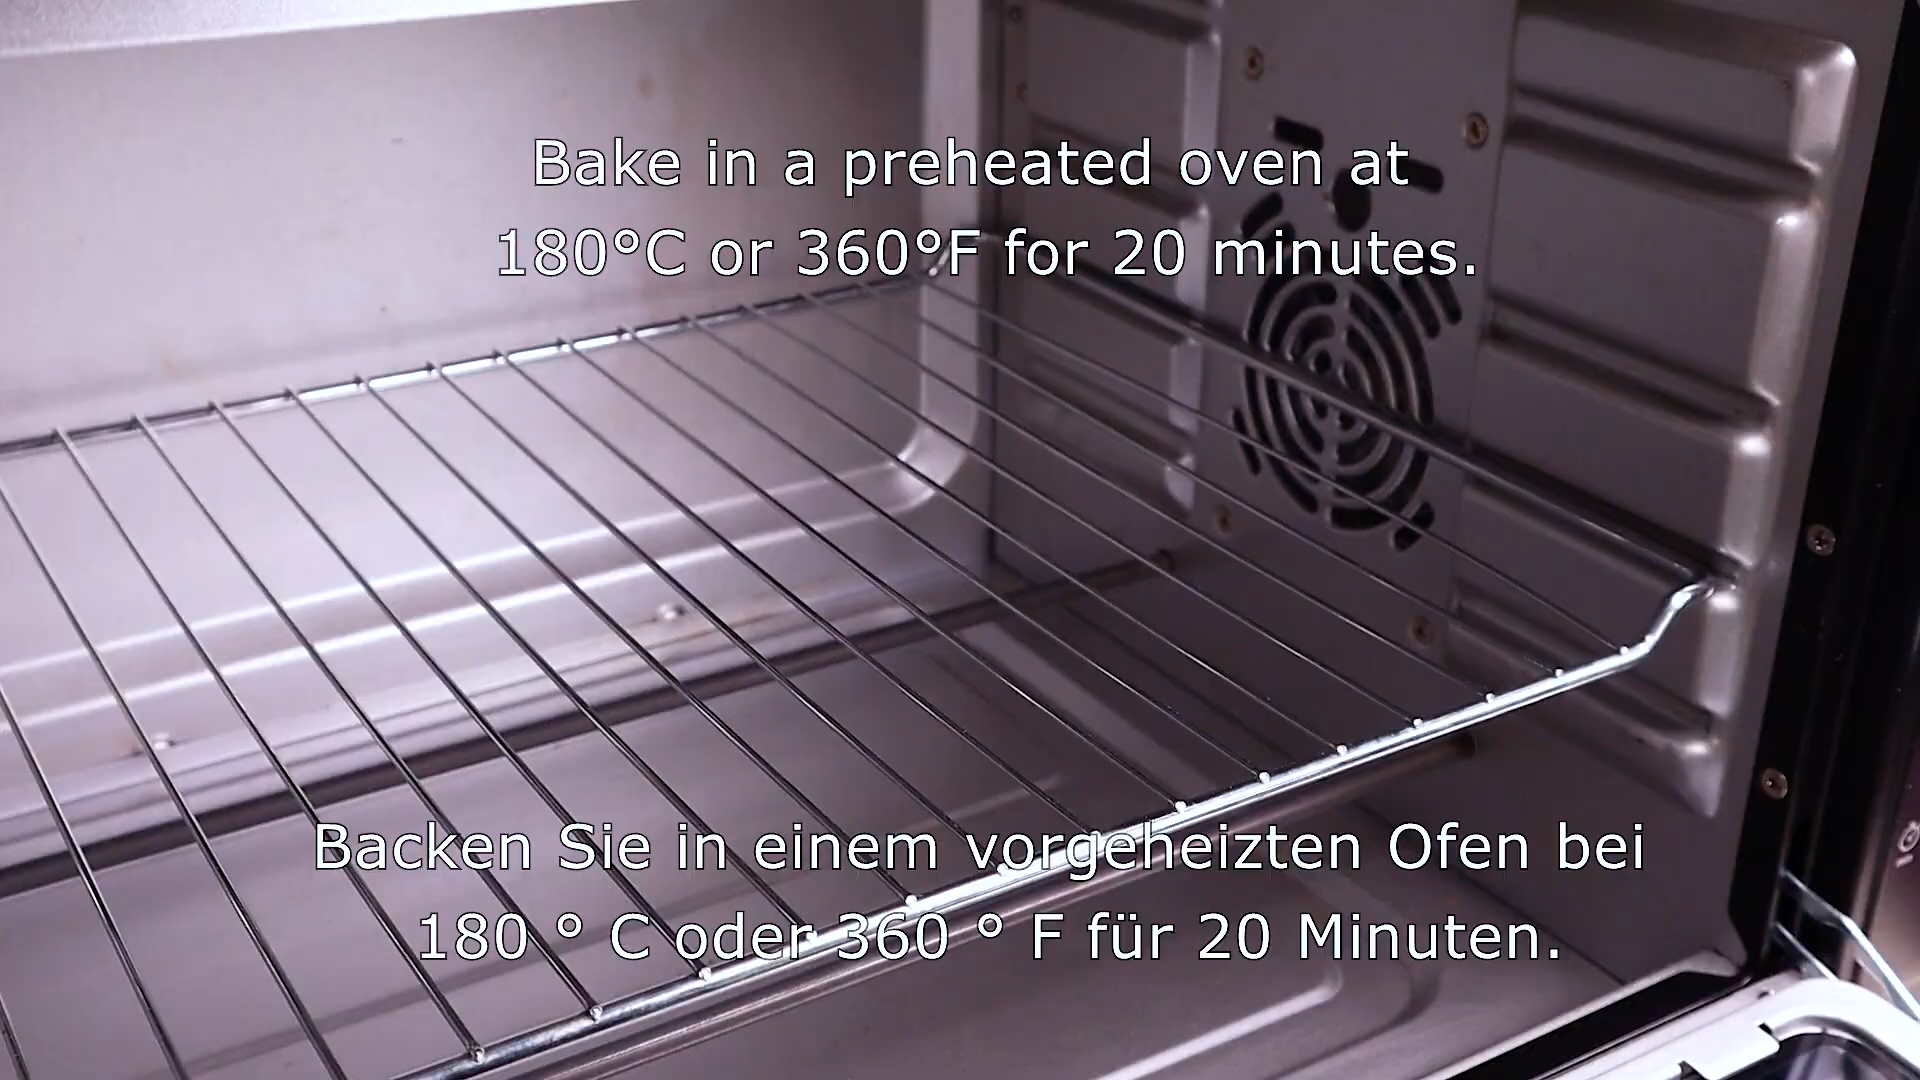 Bake in a preheated oven at
180°C or 360°F for 20 minutes.
Backen Sie in einem vorgeheizten Ofen bei
180 ° C oder 360 ° F für 20 Minuten.